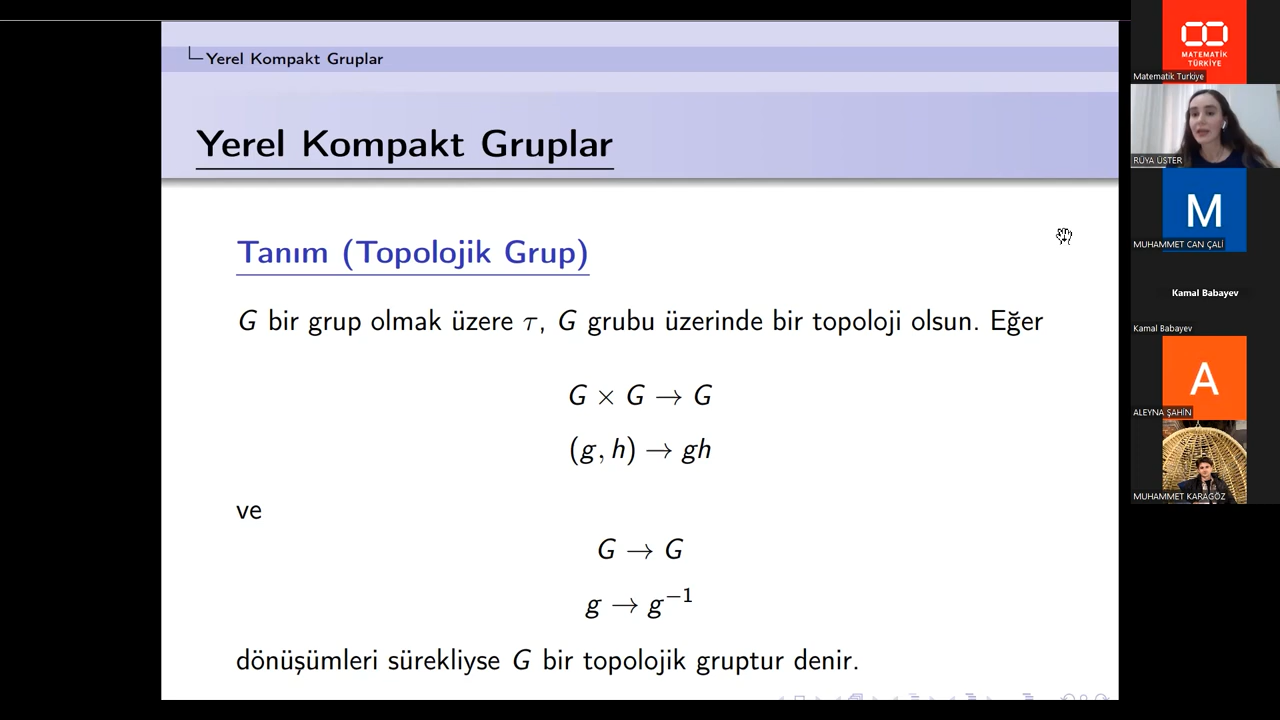 Yerel Kompakt Gruplar
Yerel Kompakt Gruplar
Tanım (Topolojik Grup)
G bir grup olmak üzere τ, G grubu üzerinde bir topoloji olsun. Eğer
G × G → G
(g, h) → gh
ve
G → G
g → g⁻¹
dönüşümleri sürekliyse G bir topolojik gruptur denir.
MATEMATİK
TÜRKİYE
Matematik Turkiye
RÜYA ÜSTER
M
MUHAMMET CAN ÇALİ
Kamal Babayev
Kamal Babayev
A
ALEYNA ŞAHİN
MUHAMMET KARAGÖZ